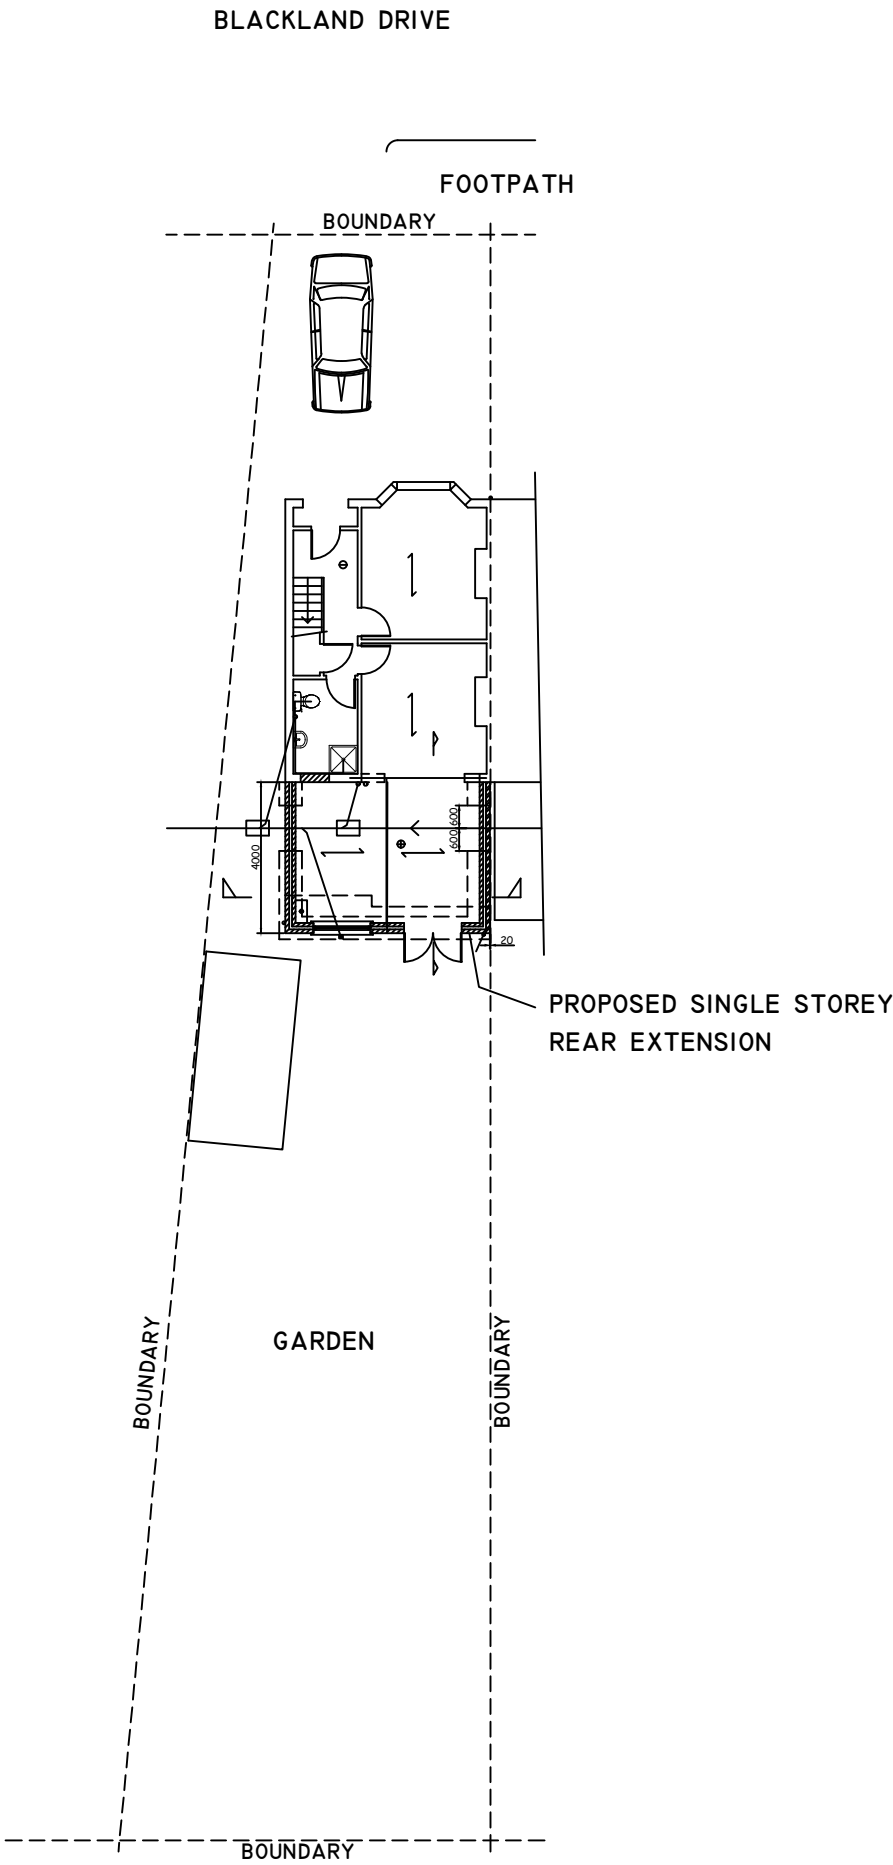 BLACKLAND DRIVE
FOOTPATH
BOUNDARY
600
600
4000
20
PROPOSED SINGLE STOREY
REAR EXTENSION
BOUNDARY
GARDEN
BOUNDARY
BOUNDARY